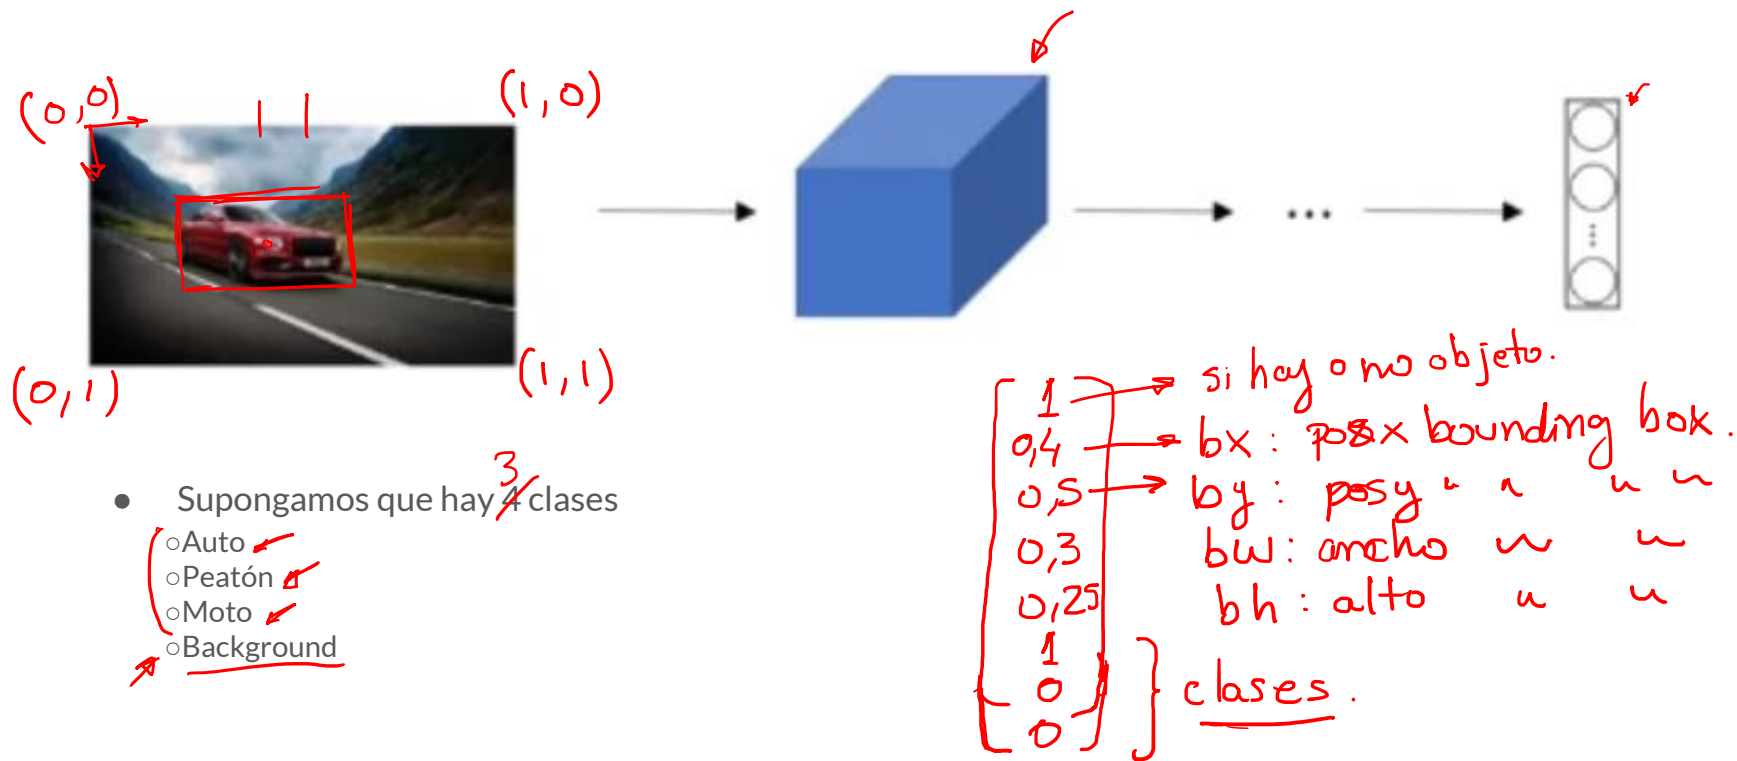 (0,0)
(1,0)
(0,1)
(1,1)
● Supongamos que hay 4 clases
3
○Auto
○Peatón
○Moto
○Background
1 → si hay o no objeto.
0,4 → bx : pos x bounding box.
0,5 → by : pos y " " " "
0,3 bw : ancho " "
0,25 bh : alto " "
1
0
0
} clases.